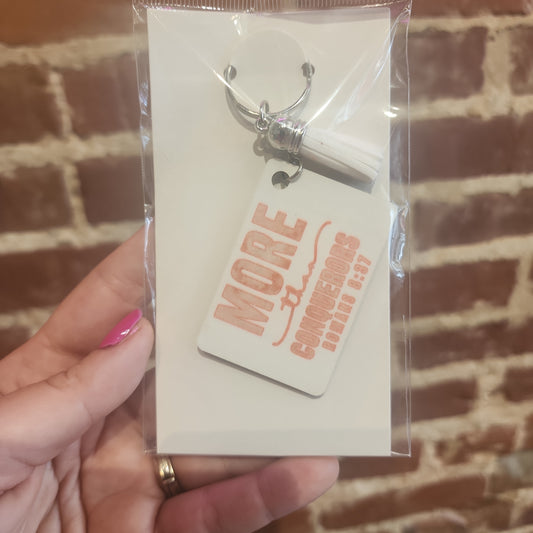 MORE
than
CONQUERORS
ROMANS 8:37